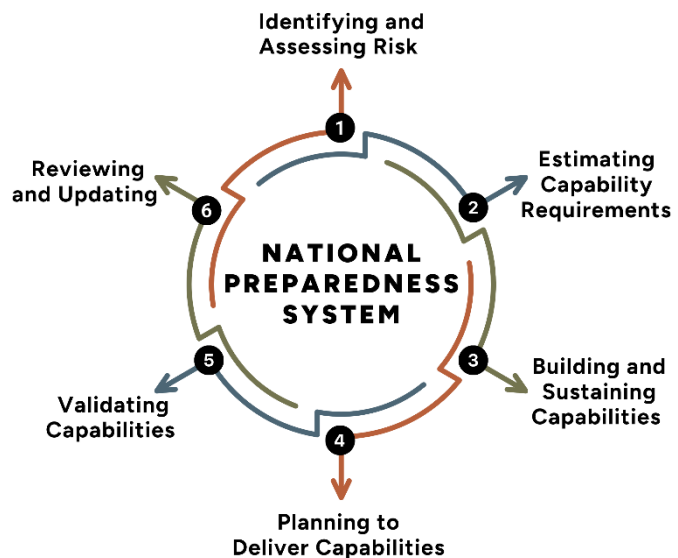 Identifying and
Assessing Risk
1
Estimating
Capability
Requirements
2
Building and
Sustaining
Capabilities
3
Planning to
Deliver Capabilities
4
Validating
Capabilities
5
Reviewing
and Updating
6
NATIONAL
PREPAREDNESS
SYSTEM